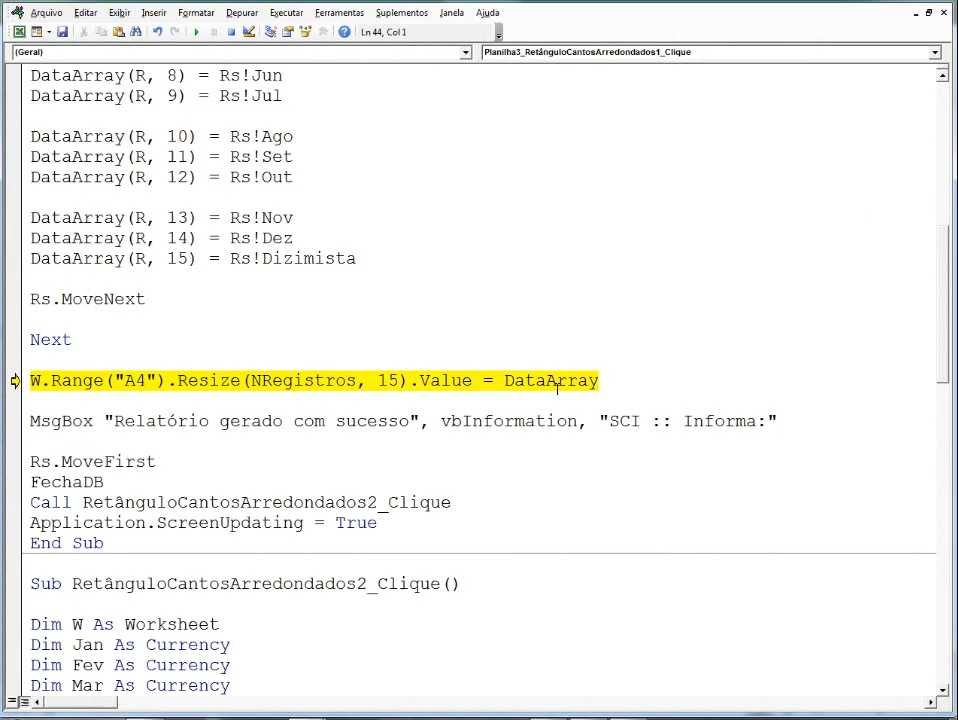 Arquivo Editar Exibir Inserir Formatar Depurar Executar Ferramentas Suplementos Janela Ajuda
Ln 44, Col 1
(Geral) Planilha3_RetânguloCantosArredondados1_Clique
DataArray(R, 8) = Rs!Jun
DataArray(R, 9) = Rs!Jul
DataArray(R, 10) = Rs!Ago
DataArray(R, 11) = Rs!Set
DataArray(R, 12) = Rs!Out
DataArray(R, 13) = Rs!Nov
DataArray(R, 14) = Rs!Dez
DataArray(R, 15) = Rs!Dizimista
Rs.MoveNext
Next
W.Range("A4").Resize(NRegistros, 15).Value = DataArray
MsgBox "Relatório gerado com sucesso", vbInformation, "SCI :: Informa:"
Rs.MoveFirst
FechaDB
Call RetânguloCantosArredondados2_Clique
Application.ScreenUpdating = True
End Sub
Sub RetânguloCantosArredondados2_Clique()
Dim W As Worksheet
Dim Jan As Currency
Dim Fev As Currency
Dim Mar As Currency